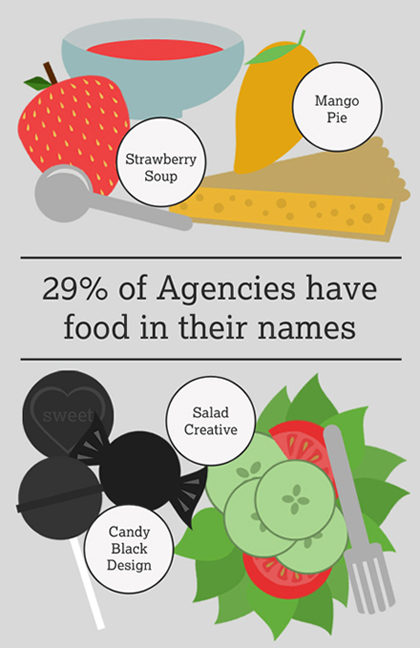 Mango
Pie
Strawberry
Soup
29% of Agencies have
food in their names
sweet
Salad
Creative
Candy
Black
Design